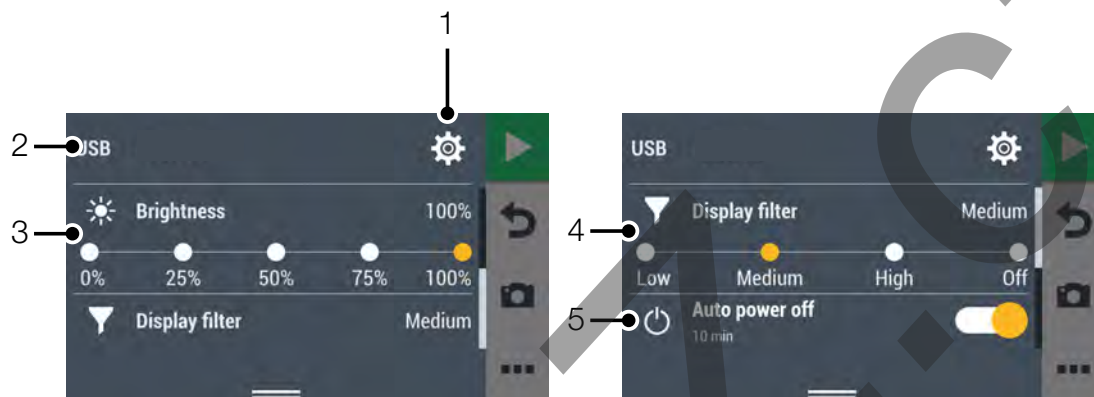 1
2
USB
USB
Brightness
100%
Display filter
Medium
3
4
0%
25%
50%
75%
100%
Low
Medium
High
Off
Display filter
Medium
5
Auto power off
10 min